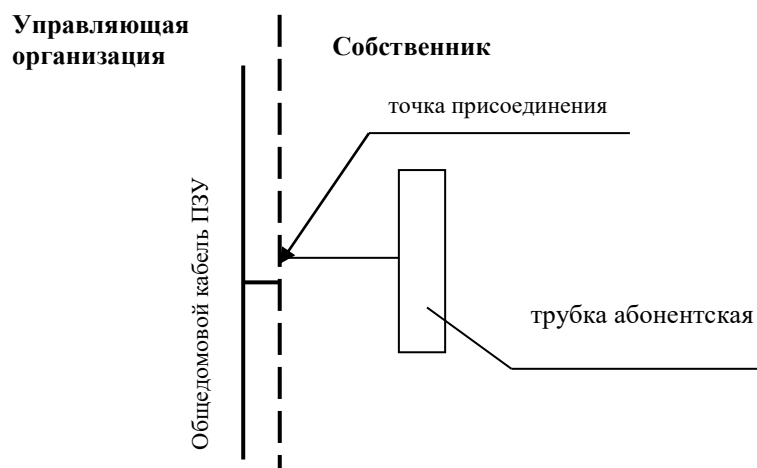 Управляющая
организация
Собственник
точка присоединения
Общедомовой кабель ПЗУ
трубка абонентская